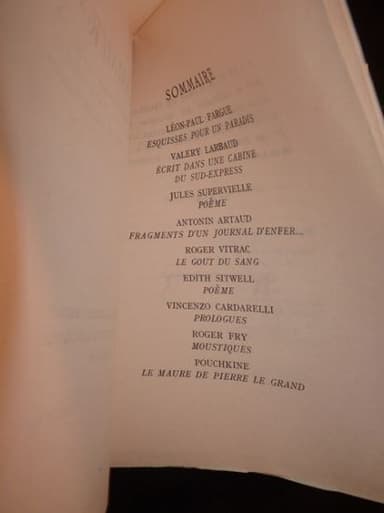 SOMMAIRE
LÉON-PAUL FARGUE
ESQUISSES POUR UN PARADIS
VALERY LARBAUD
ÉCRIT DANS UNE CABINE
DU SUD-EXPRESS
JULES SUPERVIELLE
POÈME
ANTONIN ARTAUD
FRAGMENTS D'UN JOURNAL D'ENFER...
ROGER VITRAC
LE GOUT DU SANG
EDITH SITWELL
POÈME
VINCENZO CARDARELLI
PROLOGUES
ROGER FRY
MOUSTIQUES
POUCHKINE
LE MAURE DE PIERRE LE GRAND